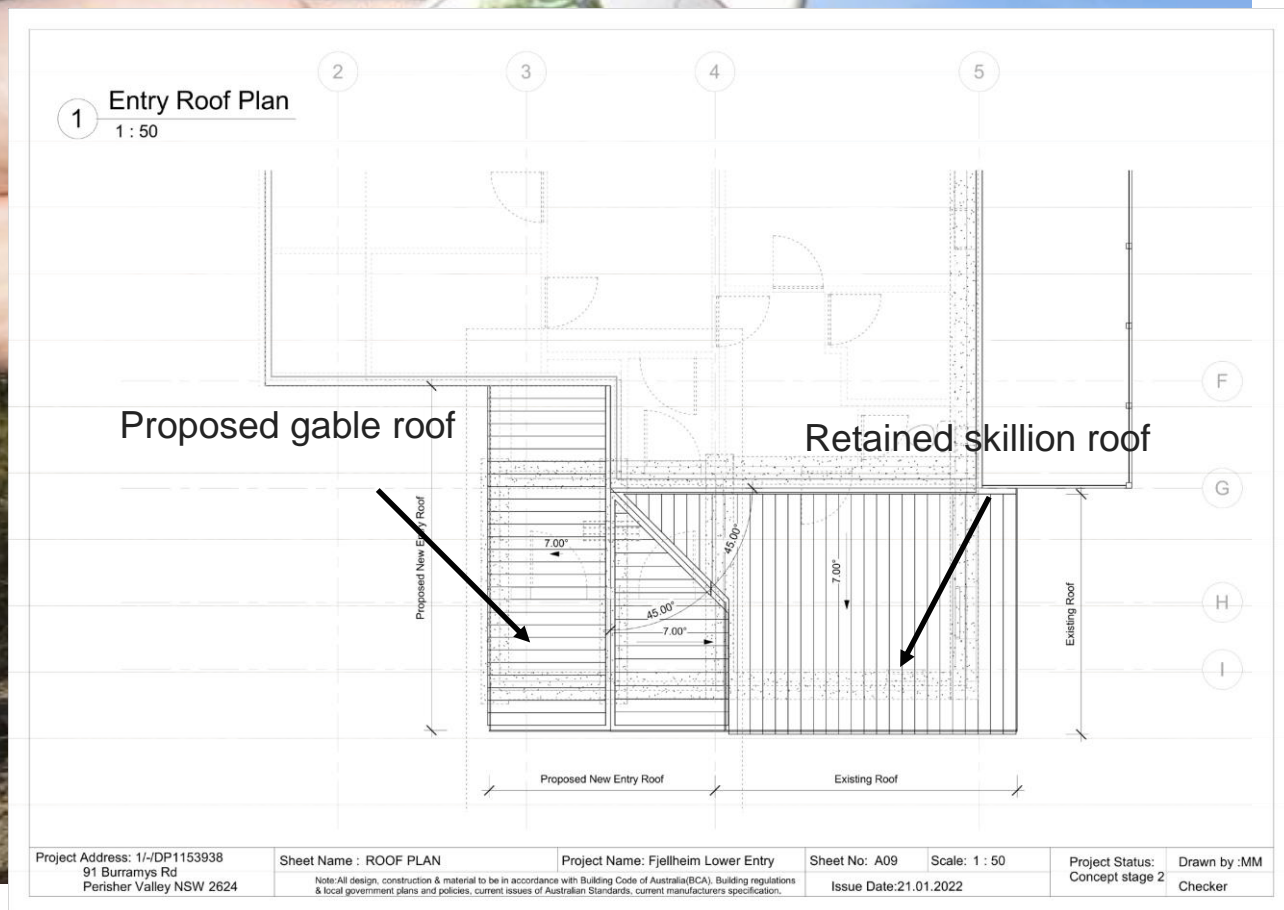 2
3
4
5
1
Entry Roof Plan
1 : 50
F
Proposed gable roof
Retained skillion roof
G
Proposed New Entry Roof
7.00°
45.00°
7.00°
45.00°
7.00°
Existing Roof
H
I
Proposed New Entry Roof
Existing Roof
Project Address: 1/-/DP1153938
91 Burramys Rd
Perisher Valley NSW 2624
Sheet Name : ROOF PLAN
Project Name: Fjellheim Lower Entry
Note:All design, construction & material to be in accordance with Building Code of Australia(BCA), Building regulations
& local government plans and policies, current issues of Australian Standards, current manufacturers specification.
Sheet No: A09
Scale: 1 : 50
Issue Date:21.01.2022
Project Status:
Concept stage 2
Drawn by :MM
Checker